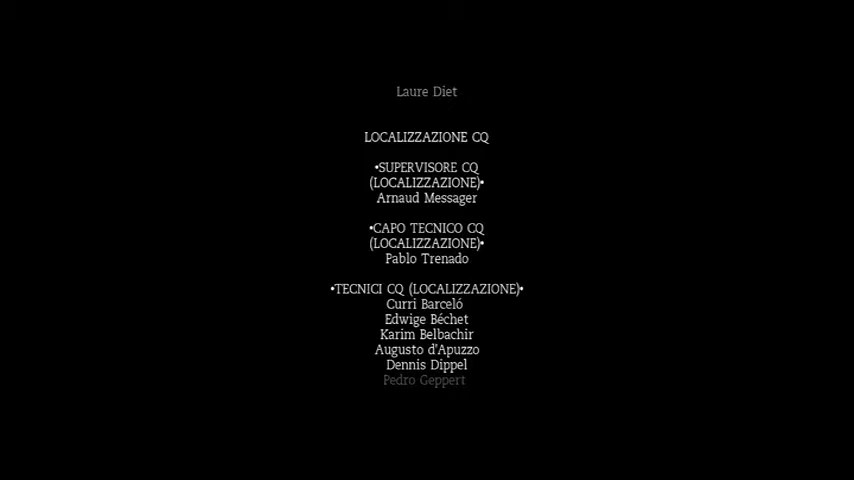 Laure Diet
LOCALIZZAZIONE CQ
•SUPERVISORE CQ
(LOCALIZZAZIONE)•
Arnaud Messager
•CAPO TECNICO CQ
(LOCALIZZAZIONE)•
Pablo Trenado
•TECNICI CQ (LOCALIZZAZIONE)•
Curri Barceló
Edwige Béchet
Karim Belbachir
Augusto d'Apuzzo
Dennis Dippel
Pedro Geppert